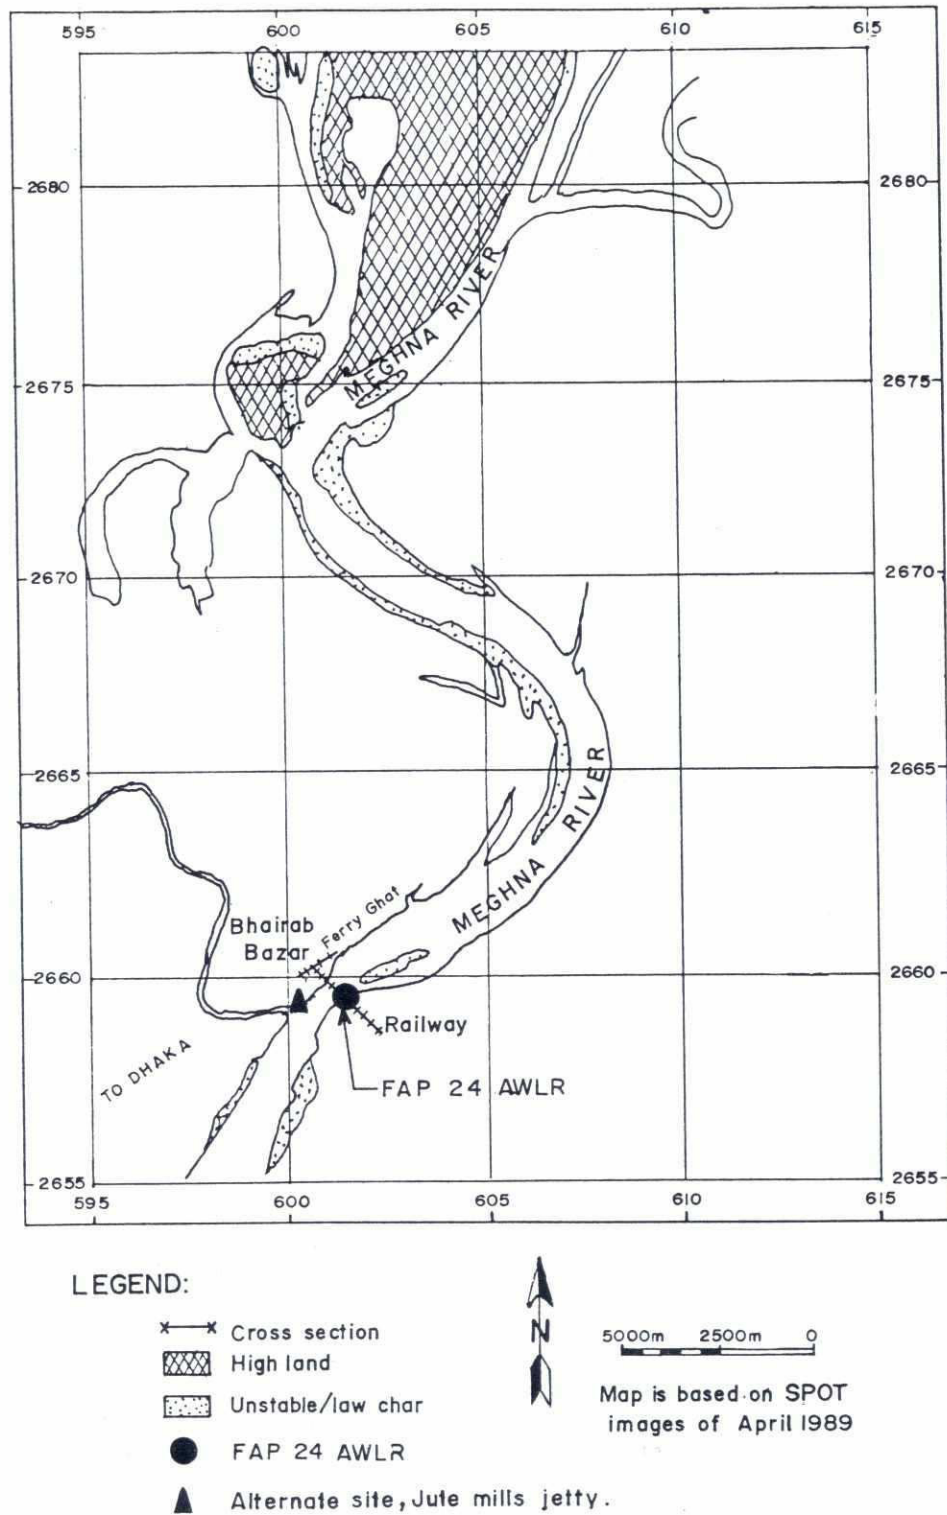 595 600 605 610 615
2680 2680
MEGHNA RIVER
2675 2675
2670 2670
2665 2665
MEGHNA RIVER
Bhairab
Bazar
Ferry Ghat
2660 2660
Railway
TO DHAKA
FAP 24 AWLR
2655 2655
595 600 605 610 615
LEGEND:
Cross section
High land
Unstable/law char
FAP 24 AWLR
Alternate site, Jute mills jetty.
N
5000m 2500m 0
Map is based on SPOT
images of April 1989